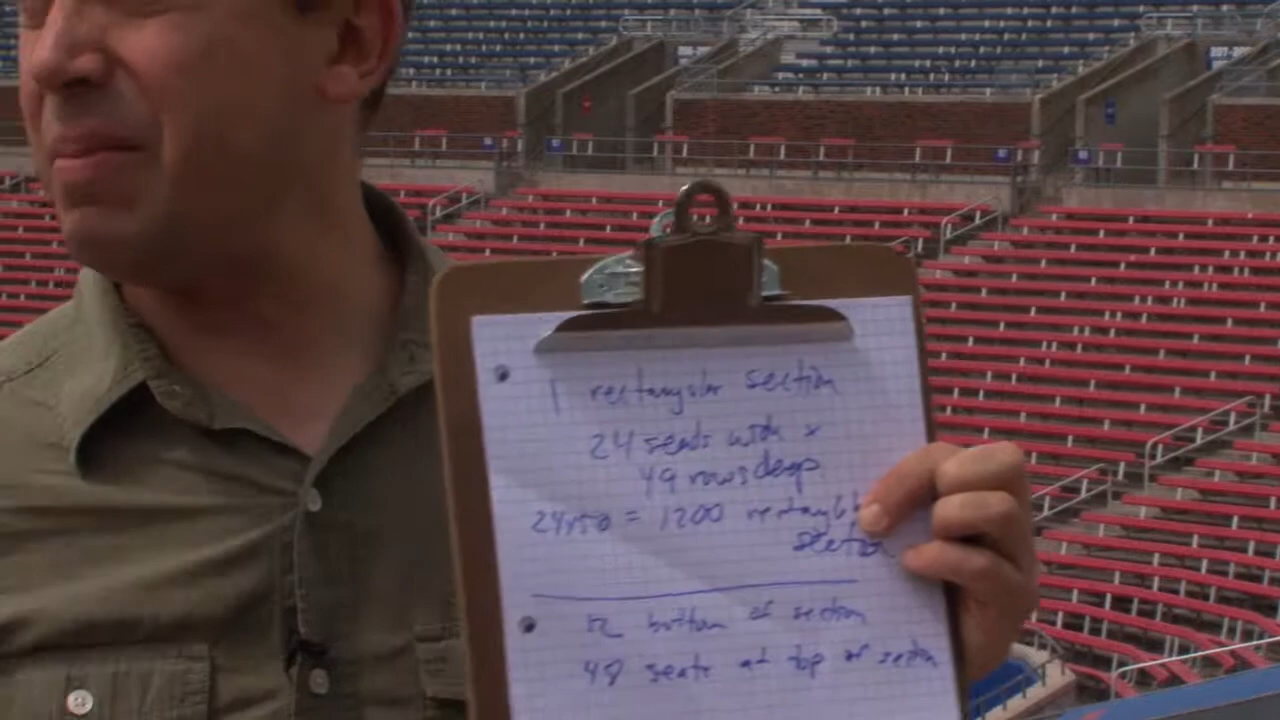 1 rectangular section
24 seats wide x
49 rows deep
24x50 = 1200 rectangle
section
bottom of section
48 seats at top of section